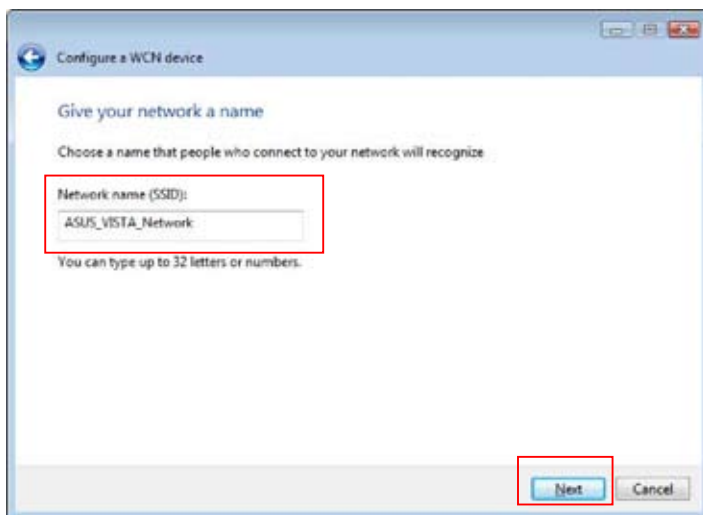 Configure a WCN device
Give your network a name
Choose a name that people who connect to your network will recognize
Network name (SSID):
ASUS_VISTA_Network
You can type up to 32 letters or numbers.
Next Cancel